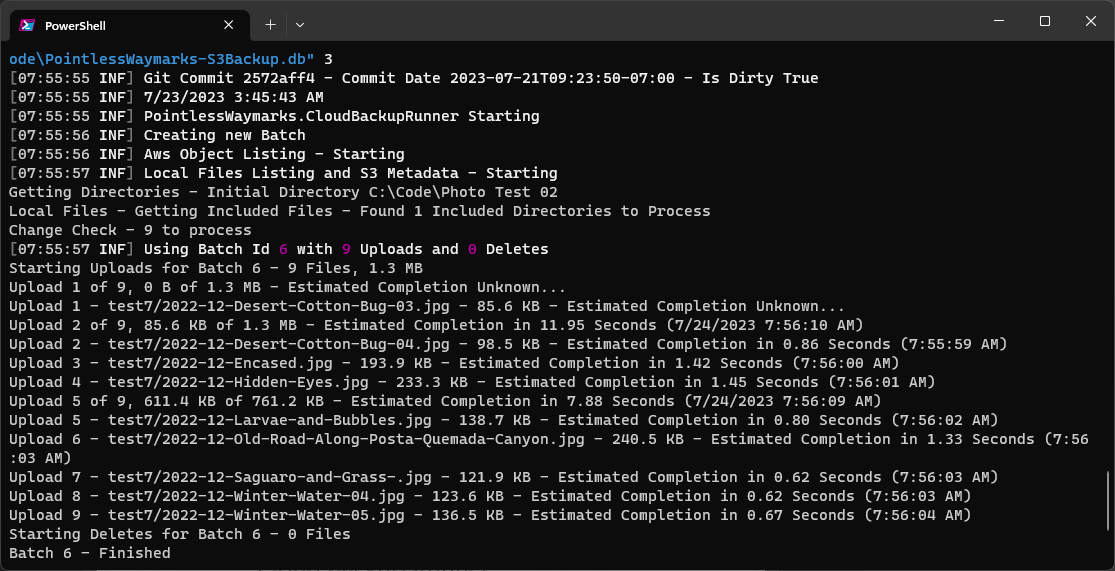 PowerShell
ode\PointlessWaymarks-S3Backup.db" 3
[07:55:55 INF] Git Commit 2572aff4 - Commit Date 2023-07-21T09:23:50-07:00 - Is Dirty True
[07:55:55 INF] 7/23/2023 3:45:43 AM
[07:55:55 INF] PointlessWaymarks.CloudBackupRunner Starting
[07:55:56 INF] Creating new Batch
[07:55:56 INF] Aws Object Listing - Starting
[07:55:57 INF] Local Files Listing and S3 Metadata - Starting
Getting Directories - Initial Directory C:\Code\Photo Test 02
Local Files - Getting Included Files - Found 1 Included Directories to Process
Change Check - 9 to process
[07:55:57 INF] Using Batch Id 6 with 9 Uploads and 0 Deletes
Starting Uploads for Batch 6 - 9 Files, 1.3 MB
Upload 1 of 9, 0 B of 1.3 MB - Estimated Completion Unknown...
Upload 1 - test7/2022-12-Desert-Cotton-Bug-03.jpg - 85.6 KB - Estimated Completion Unknown...
Upload 2 of 9, 85.6 KB of 1.3 MB - Estimated Completion in 11.95 Seconds (7/24/2023 7:56:10 AM)
Upload 2 - test7/2022-12-Desert-Cotton-Bug-04.jpg - 98.5 KB - Estimated Completion in 0.86 Seconds (7:55:59 AM)
Upload 3 - test7/2022-12-Encased.jpg - 193.9 KB - Estimated Completion in 1.42 Seconds (7:56:00 AM)
Upload 4 - test7/2022-12-Hidden-Eyes.jpg - 233.3 KB - Estimated Completion in 1.45 Seconds (7:56:01 AM)
Upload 5 of 9, 611.4 KB of 761.2 KB - Estimated Completion in 7.88 Seconds (7/24/2023 7:56:09 AM)
Upload 5 - test7/2022-12-Larvae-and-Bubbles.jpg - 138.7 KB - Estimated Completion in 0.80 Seconds (7:56:02 AM)
Upload 6 - test7/2022-12-Old-Road-Along-Posta-Quemada-Canyon.jpg - 240.5 KB - Estimated Completion in 1.33 Seconds (7:56
:03 AM)
Upload 7 - test7/2022-12-Saguaro-and-Grass-.jpg - 121.9 KB - Estimated Completion in 0.62 Seconds (7:56:03 AM)
Upload 8 - test7/2022-12-Winter-Water-04.jpg - 123.6 KB - Estimated Completion in 0.62 Seconds (7:56:03 AM)
Upload 9 - test7/2022-12-Winter-Water-05.jpg - 136.5 KB - Estimated Completion in 0.67 Seconds (7:56:04 AM)
Starting Deletes for Batch 6 - 0 Files
Batch 6 - Finished